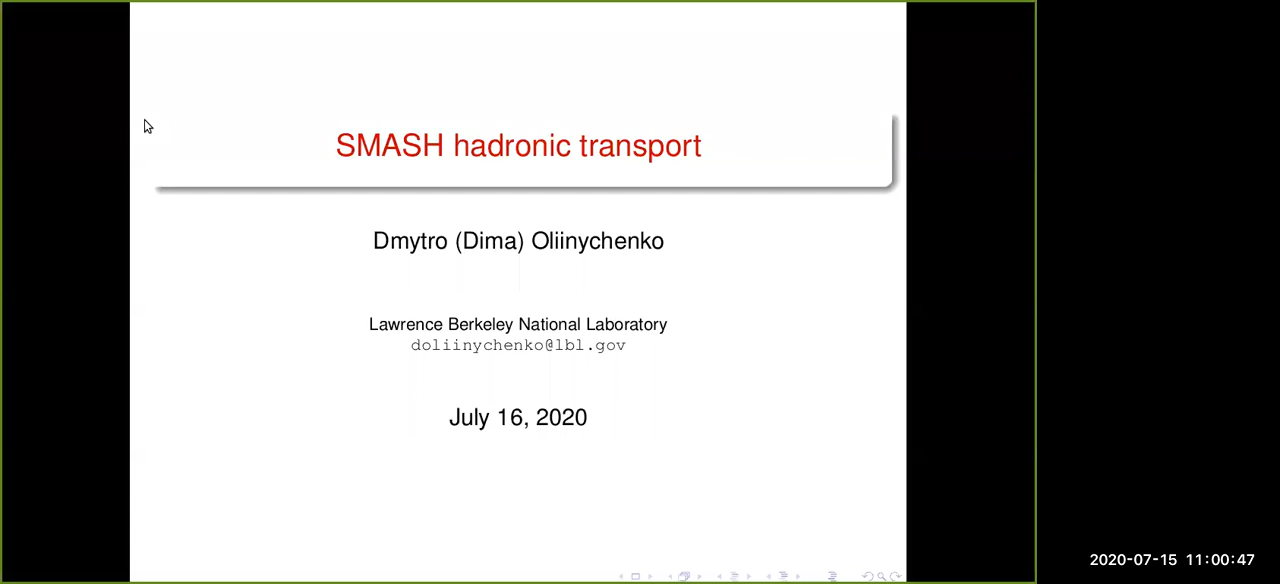 SMASH hadronic transport
Dmytro (Dima) Oliinychenko
Lawrence Berkeley National Laboratory
doliinychenko@lbl.gov
July 16, 2020
2020-07-15 11:00:47